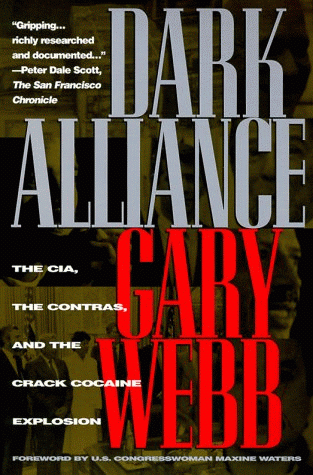 “Gripping...
richly researched
and documented...”
—Peter Dale Scott,
The San Francisco
Chronicle
DARK
ALLIANCE
GARY
WEBB
THE CIA,
THE CONTRAS,
AND THE
CRACK COCAINE
EXPLOSION
FOREWORD BY U.S. CONGRESSWOMAN MAXINE WATERS